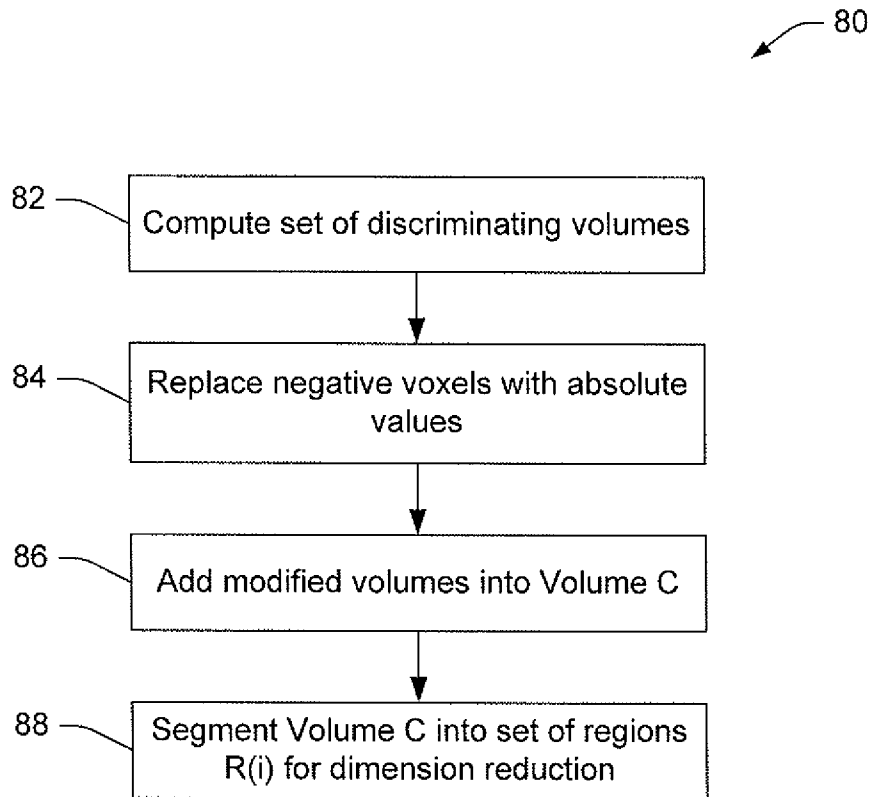 80
82
Compute set of discriminating volumes
84
Replace negative voxels with absolute
values
86
Add modified volumes into Volume C
88
Segment Volume C into set of regions
R(i) for dimension reduction